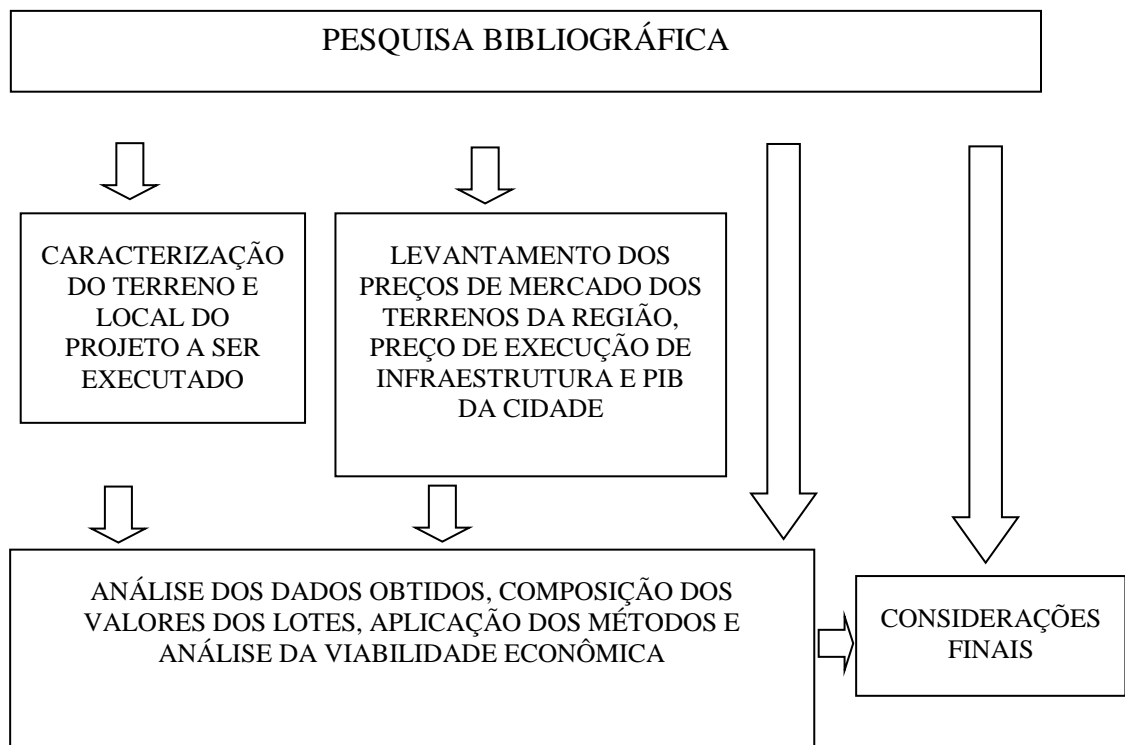 PESQUISA BIBLIOGRÁFICA
CARACTERIZAÇÃO
DO TERRENO E
LOCAL DO
PROJETO A SER
EXECUTADO
LEVANTAMENTO DOS
PREÇOS DE MERCADO DOS
TERRENOS DA REGIÃO,
PREÇO DE EXECUÇÃO DE
INFRAESTRUTURA E PIB
DA CIDADE
ANÁLISE DOS DADOS OBTIDOS, COMPOSIÇÃO DOS
VALORES DOS LOTES, APLICAÇÃO DOS MÉTODOS E
ANÁLISE DA VIABILIDADE ECONÔMICA
CONSIDERAÇÕES
FINAIS